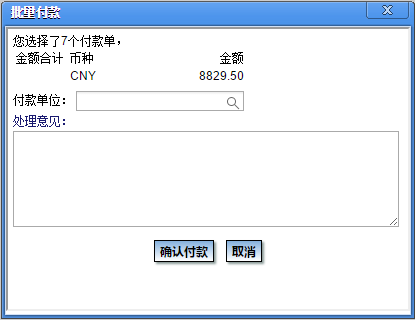 批量付款
您选择了7个付款单，
金额合计 币种 金额
CNY 8829.50
付款单位：
处理意见：
确认付款 取消